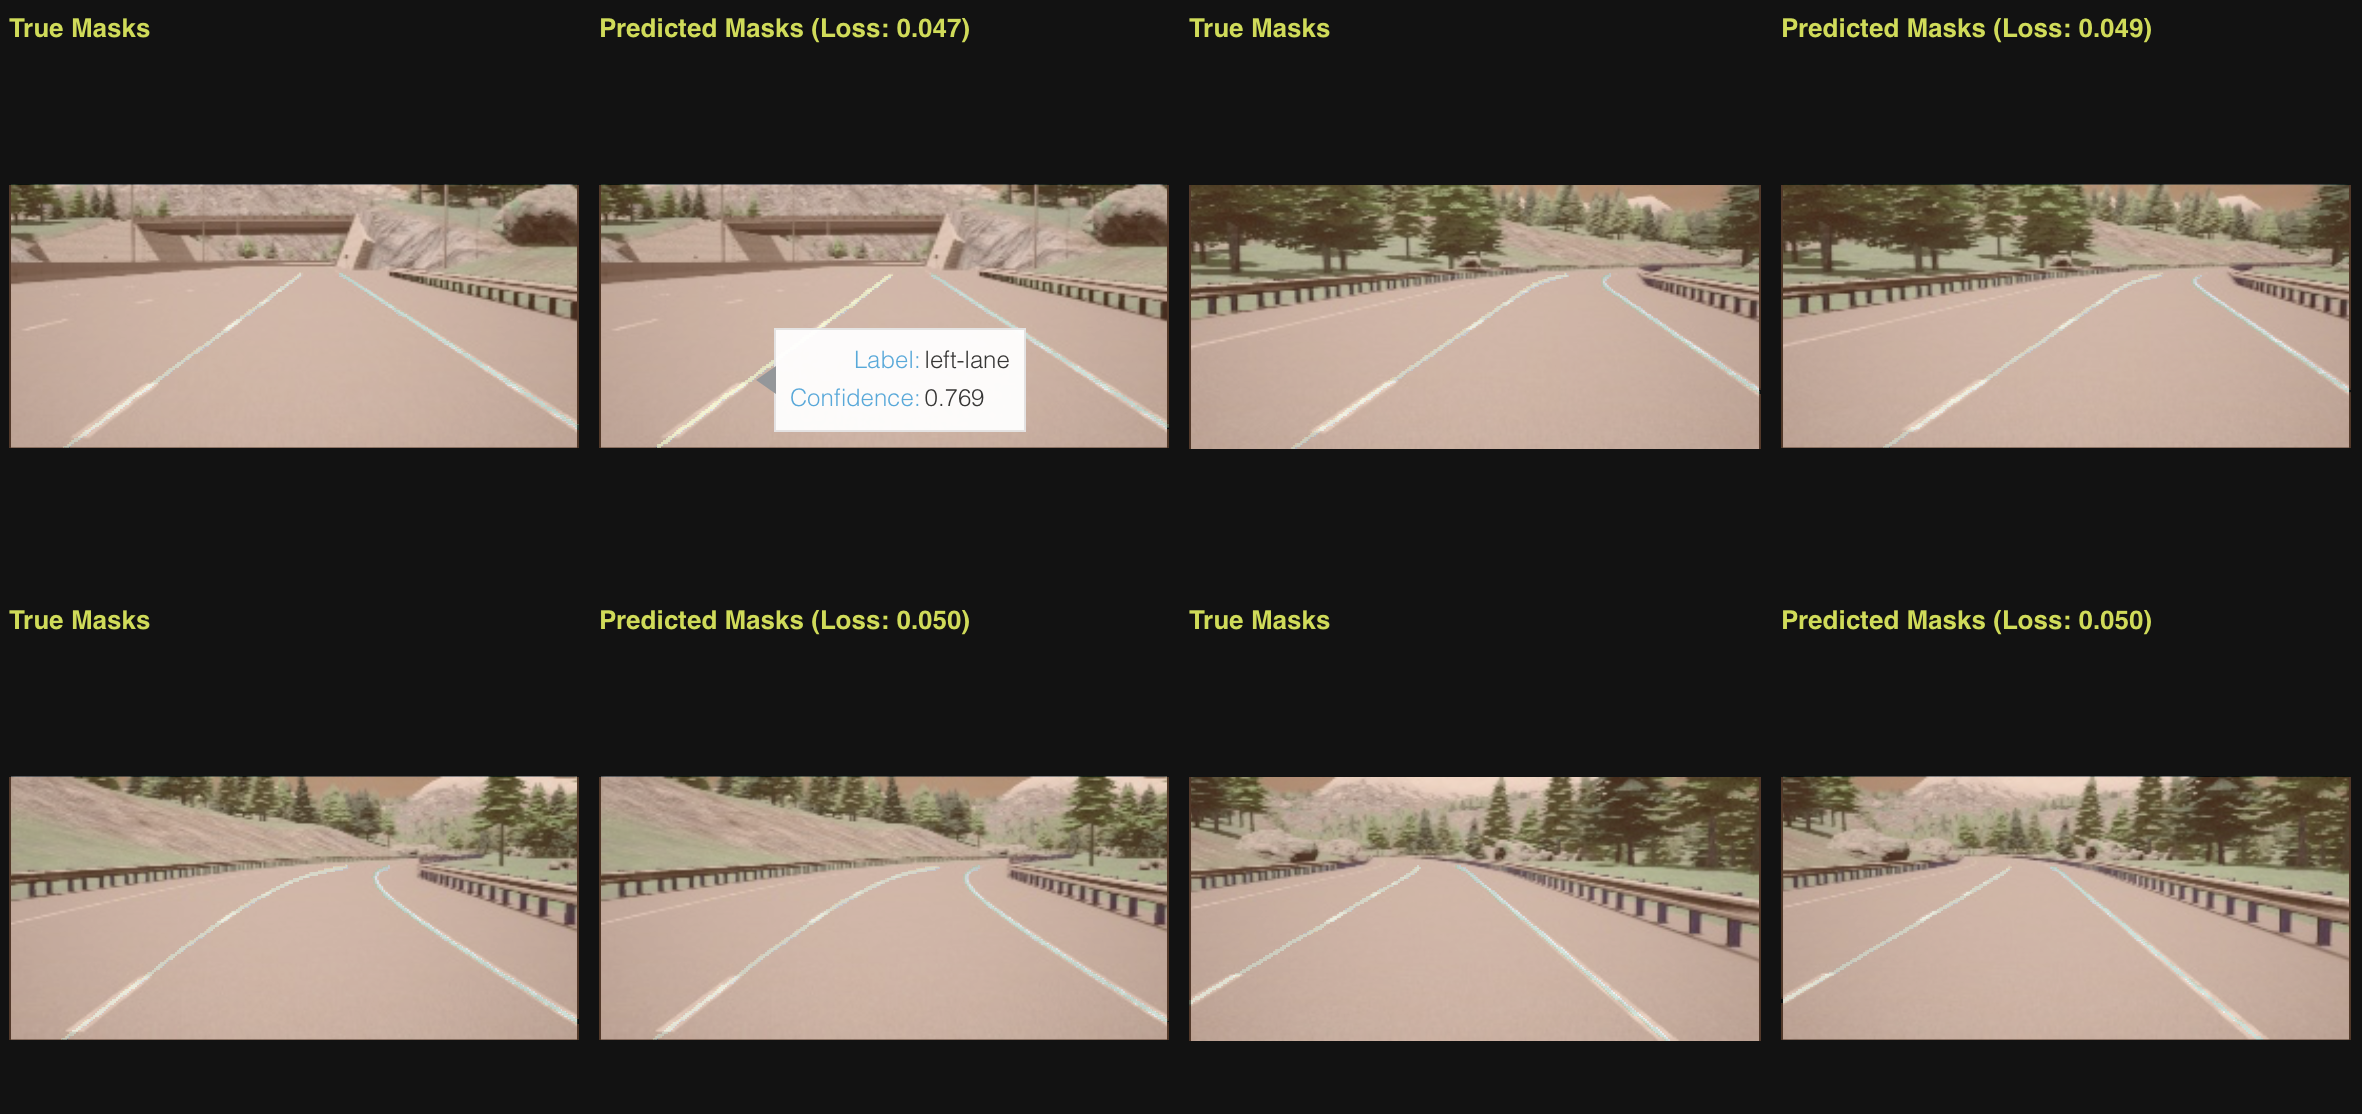 True Masks
Predicted Masks (Loss: 0.047)
True Masks
Predicted Masks (Loss: 0.049)
Label: left-lane
Confidence: 0.769
True Masks
Predicted Masks (Loss: 0.050)
True Masks
Predicted Masks (Loss: 0.050)